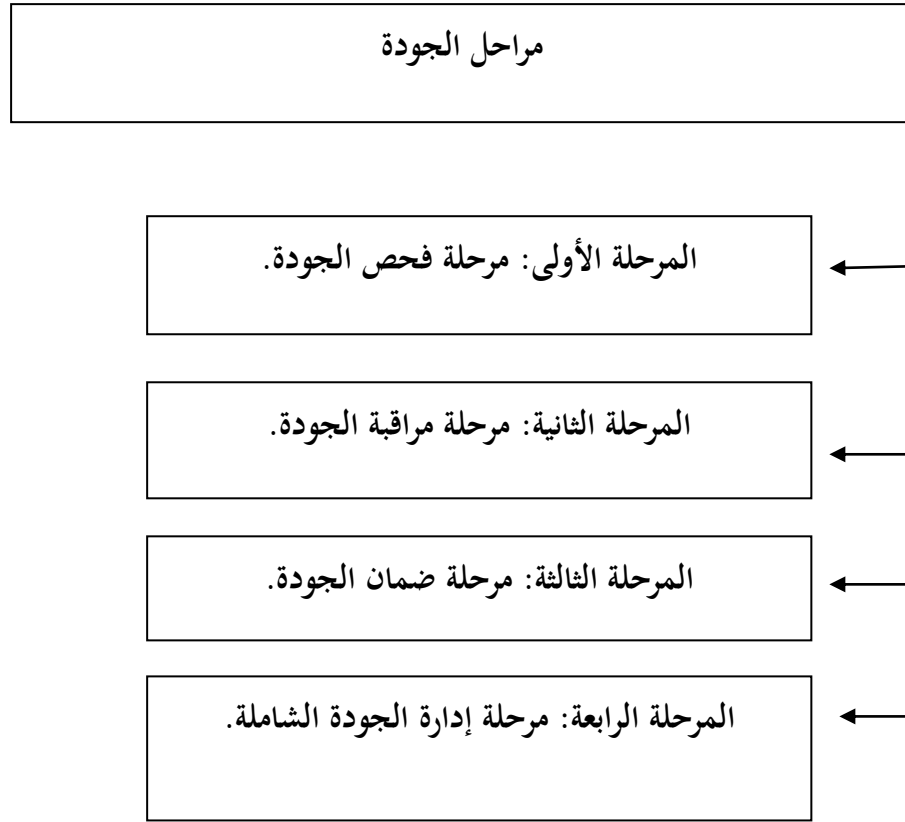 مراحل الجودة
المرحلة الأولى: مرحلة فحص الجودة.
المرحلة الثانية: مرحلة مراقبة الجودة.
المرحلة الثالثة: مرحلة ضمان الجودة.
المرحلة الرابعة: مرحلة إدارة الجودة الشاملة.